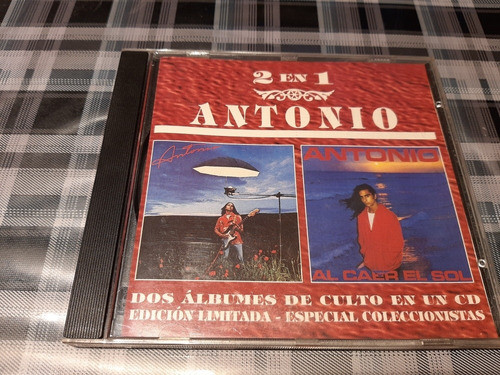 2 EN 1
ANTONIO
Antonio
ANTONIO
AL CAER EL SOL
DOS ÁLBUMES DE CULTO EN UN CD
EDICIÓN LIMITADA - ESPECIAL COLECCIONISTAS